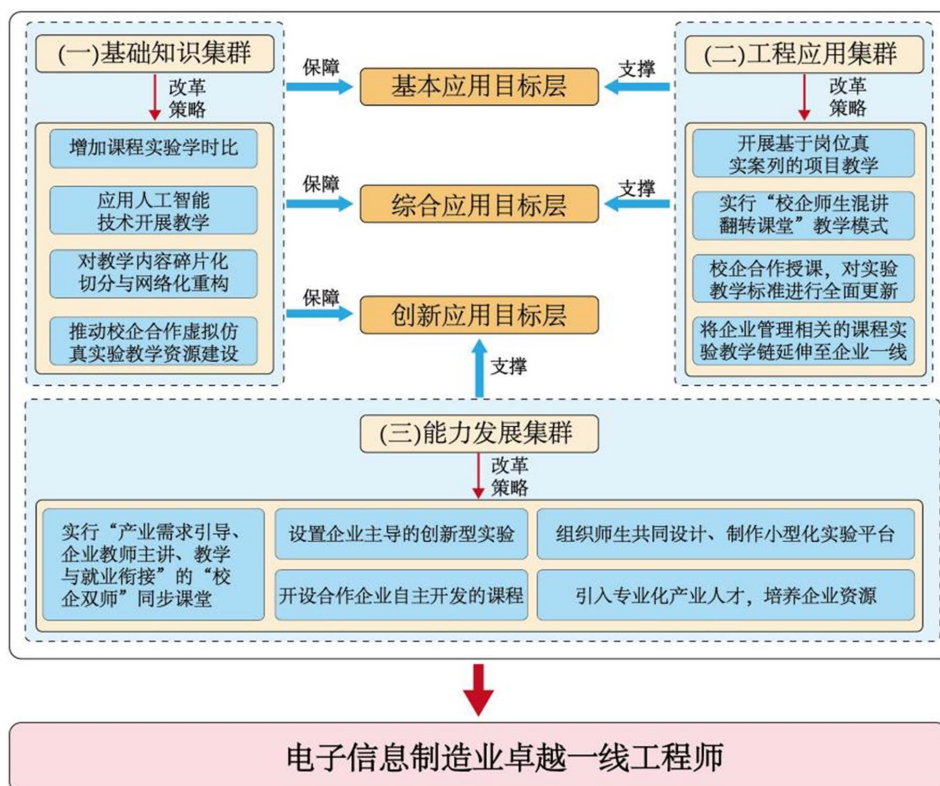 (一)基础知识集群
改革
策略
增加课程实验学时比
应用人工智能
技术开展教学
对教学内容碎片化
切分与网络化重构
推动校企合作虚拟仿
真实验教学资源建设
保障
基本应用目标层
支撑
保障
综合应用目标层
支撑
保障
创新应用目标层
支撑
(二)工程应用集群
改革
策略
开展基于岗位真
实案列的项目教学
实行“校企师生混讲
翻转课堂”教学模式
校企合作授课，对实验
教学标准进行全面更新
将企业管理相关的课程实
验教学链延伸至企业一线
(三)能力发展集群
改革
策略
实行“产业需求引导、
企业教师主讲、教学
与就业衔接”的“校
企双师”同步课堂
设置企业主导的创新型实验
开设合作企业自主开发的课程
组织师生共同设计、制作小型化实验平台
引入专业化产业人才，培养企业资源
电子信息制造业卓越一线工程师